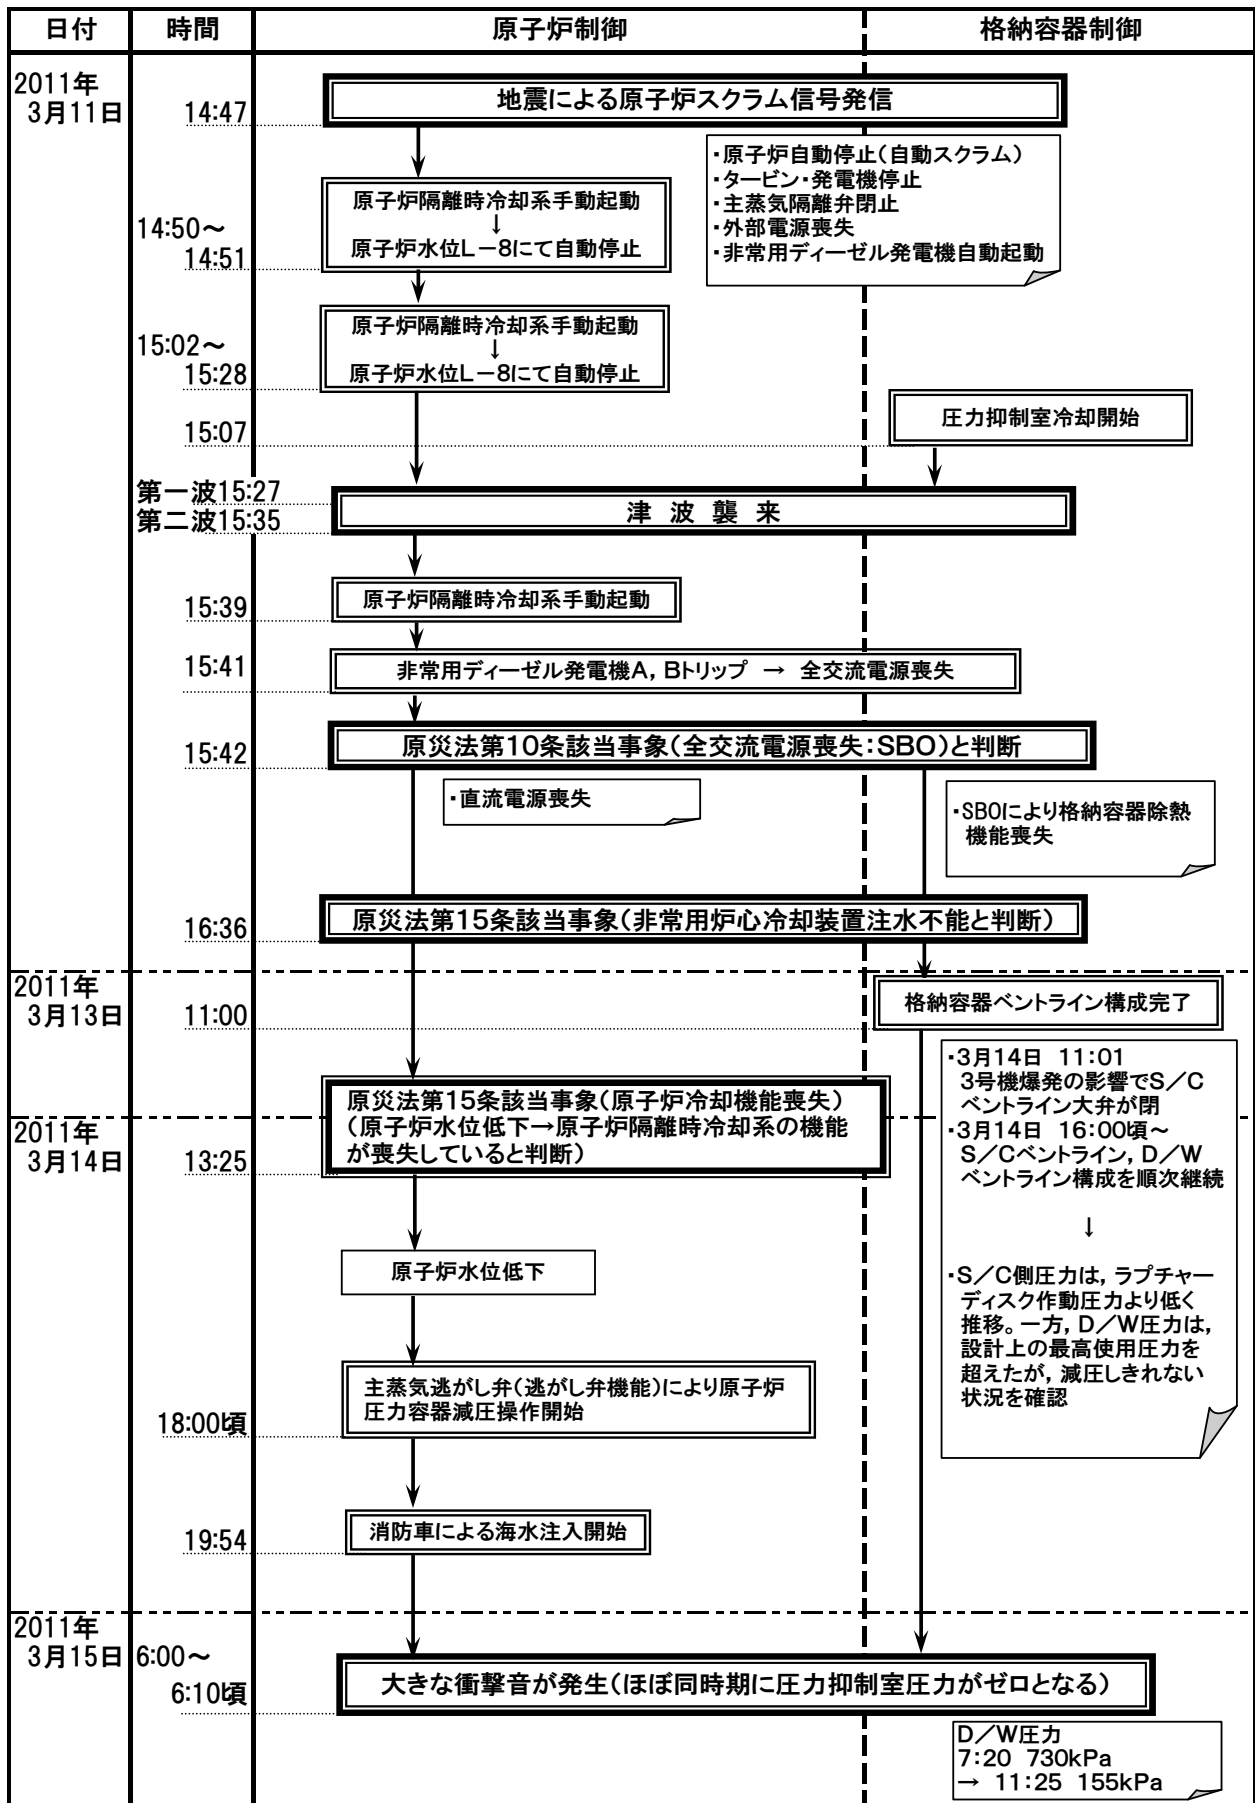 日付 時間 原子炉制御 格納容器制御
2011年
3月11日
14:47
地震による原子炉スクラム信号発信
・原子炉自動停止(自動スクラム)
・タービン・発電機停止
・主蒸気隔離弁閉止
・外部電源喪失
・非常用ディーゼル発電機自動起動
14:50～
14:51
原子炉隔離時冷却系手動起動
↓
原子炉水位L－8にて自動停止
15:02～
15:28
原子炉隔離時冷却系手動起動
↓
原子炉水位L－8にて自動停止
15:07
圧力抑制室冷却開始
第一波15:27
第二波15:35
津 波 襲 来
15:39
原子炉隔離時冷却系手動起動
15:41
非常用ディーゼル発電機A，Bトリップ → 全交流電源喪失
15:42
原災法第10条該当事象(全交流電源喪失：SBO)と判断
・直流電源喪失
・SBOにより格納容器除熱
機能喪失
16:36
原災法第15条該当事象(非常用炉心冷却装置注水不能と判断)
2011年
3月13日
11:00
格納容器ベントライン構成完了
・3月14日 11：01
3号機爆発の影響でS／C
ベントライン大弁が閉
・3月14日 16：00頃～
S／Cベントライン，D／W
ベントライン構成を順次継続
↓
・S／C側圧力は，ラプチャー
ディスク作動圧力より低く
推移。一方，D／W圧力は，
設計上の最高使用圧力を
超えたが，減圧しきれない
状況を確認
2011年
3月14日
13:25
原災法第15条該当事象(原子炉冷却機能喪失)
(原子炉水位低下→原子炉隔離時冷却系の機能
が喪失していると判断)
原子炉水位低下
18:00頃
主蒸気逃がし弁(逃がし弁機能)により原子炉
圧力容器減圧操作開始
19:54
消防車による海水注入開始
2011年
3月15日
6:00～
6:10頃
大きな衝撃音が発生(ほぼ同時期に圧力抑制室圧力がゼロとなる)
D／W圧力
7：20 730kPa
→ 11：25 155kPa